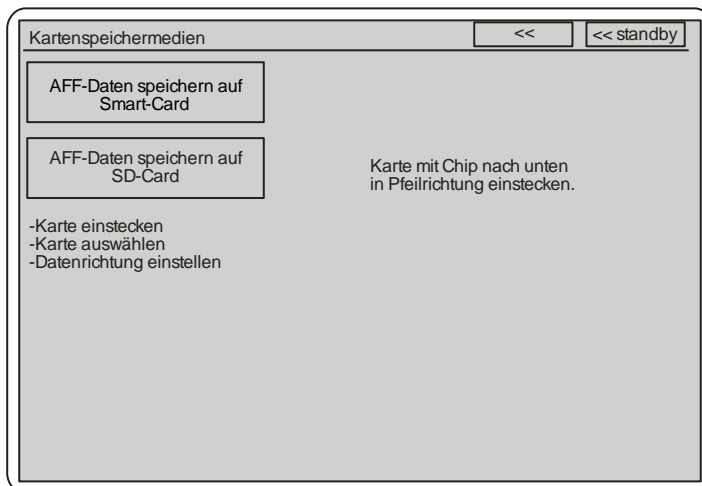 Kartenspeichermedien
<<
<< standby
AFF-Daten speichern auf
Smart-Card
AFF-Daten speichern auf
SD-Card
Karte mit Chip nach unten
in Pfeilrichtung einstecken.
-Karte einstecken
-Karte auswählen
-Datenrichtung einstellen